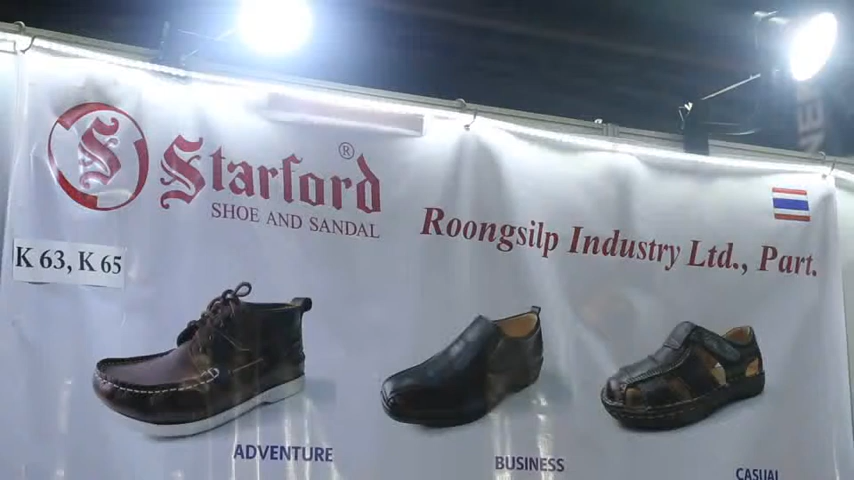 S
Starford®
SHOE AND SANDAL
Roongsilp Industry Ltd., Part.
K 63, K 65
ADVENTURE
BUSINESS
CASUAL